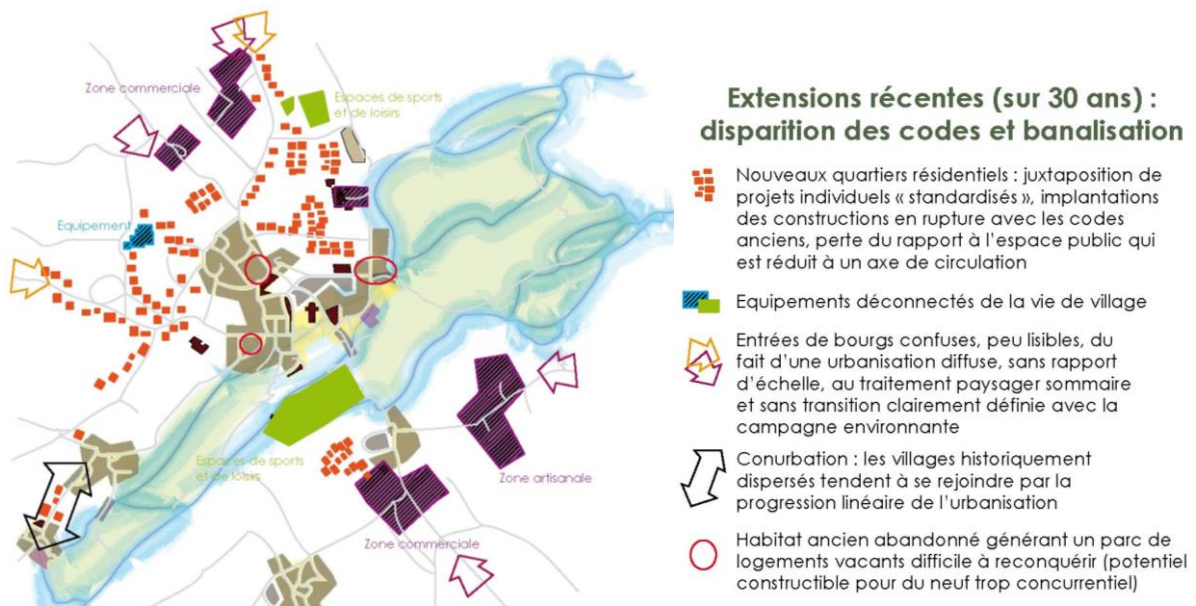 Zone commerciale
Espaces de sports
et de loisirs
Equipement
Espaces de sports
et de loisirs
Zone artisanale
Zone commerciale
Extensions récentes (sur 30 ans) :
disparition des codes et banalisation
Nouveaux quartiers résidentiels : juxtaposition de
projets individuels « standardisés », implantations
des constructions en rupture avec les codes
anciens, perte du rapport à l'espace public qui
est réduit à un axe de circulation
Equipements déconnectés de la vie de village
Entrées de bourgs confuses, peu lisibles, du
fait d'une urbanisation diffuse, sans rapport
d'échelle, au traitement paysager sommaire
et sans transition clairement définie avec la
campagne environnante
Conurbation : les villages historiquement
dispersés tendent à se rejoindre par la
progression linéaire de l'urbanisation
Habitat ancien abandonné générant un parc de
logements vacants difficile à reconquérir (potentiel
constructible pour du neuf trop concurrentiel)